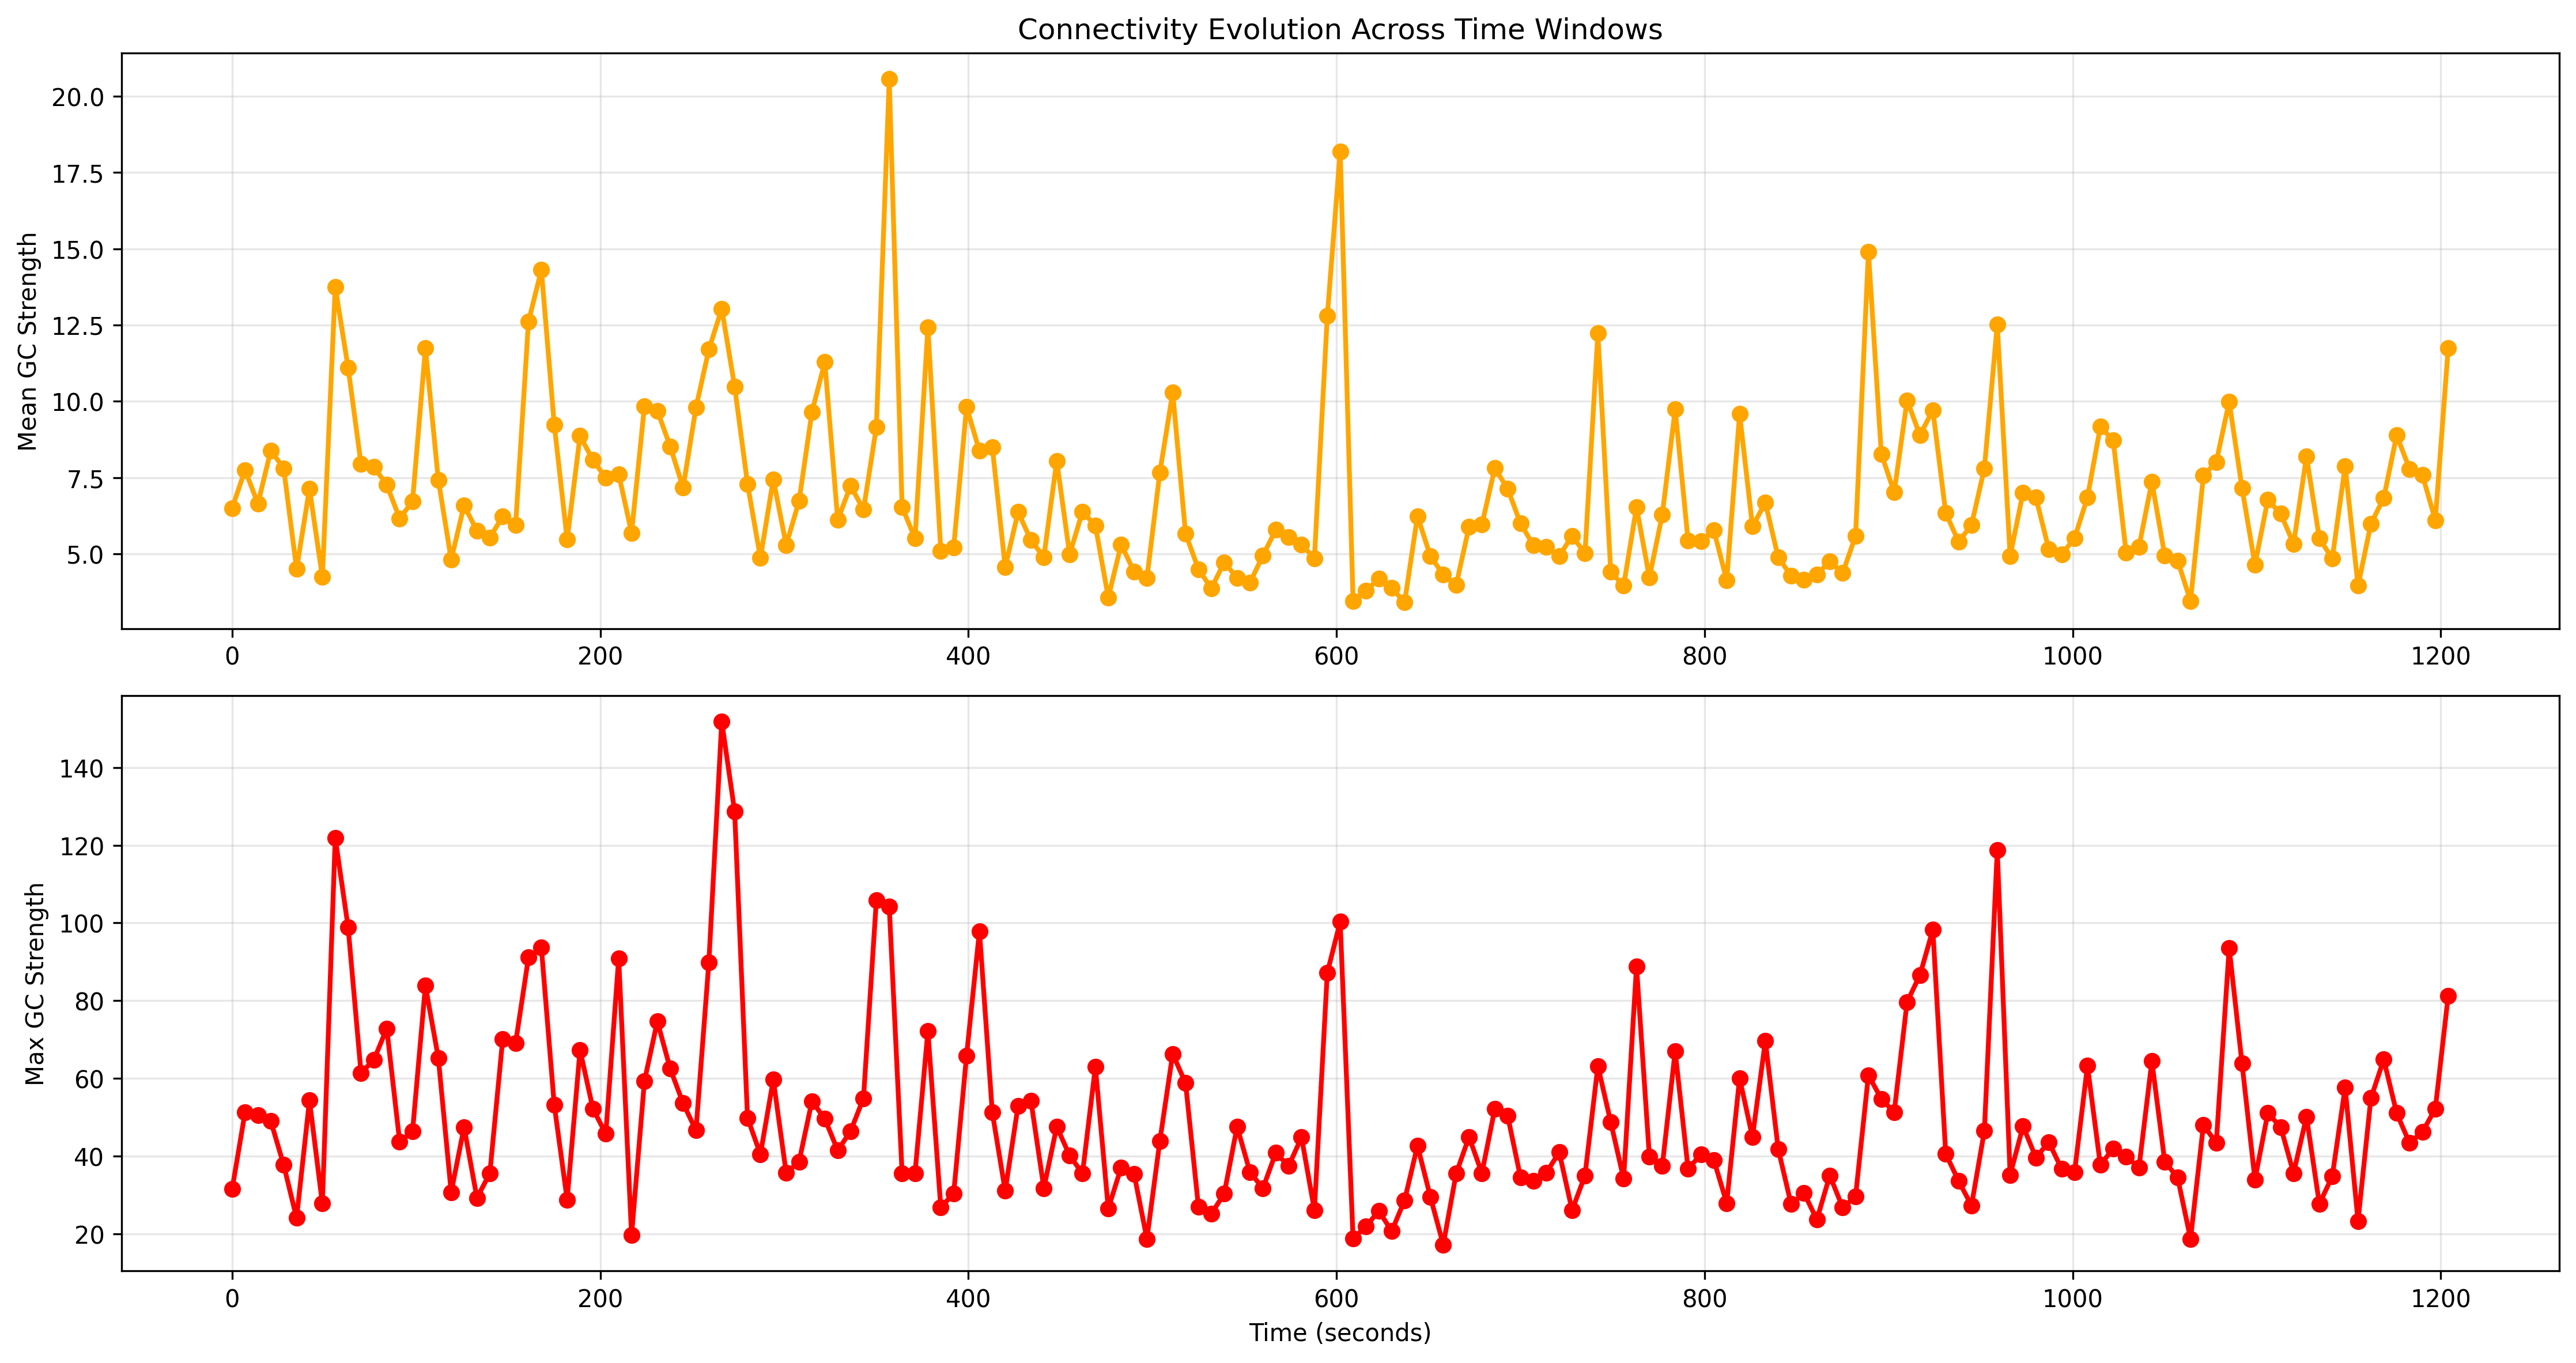 Connectivity Evolution Across Time Windows
Mean GC Strength
20.0
17.5
15.0
12.5
10.0
7.5
5.0
0 200 400 600 800 1000 1200
Max GC Strength
140
120
100
80
60
40
20
0 200 400 600 800 1000 1200
Time (seconds)